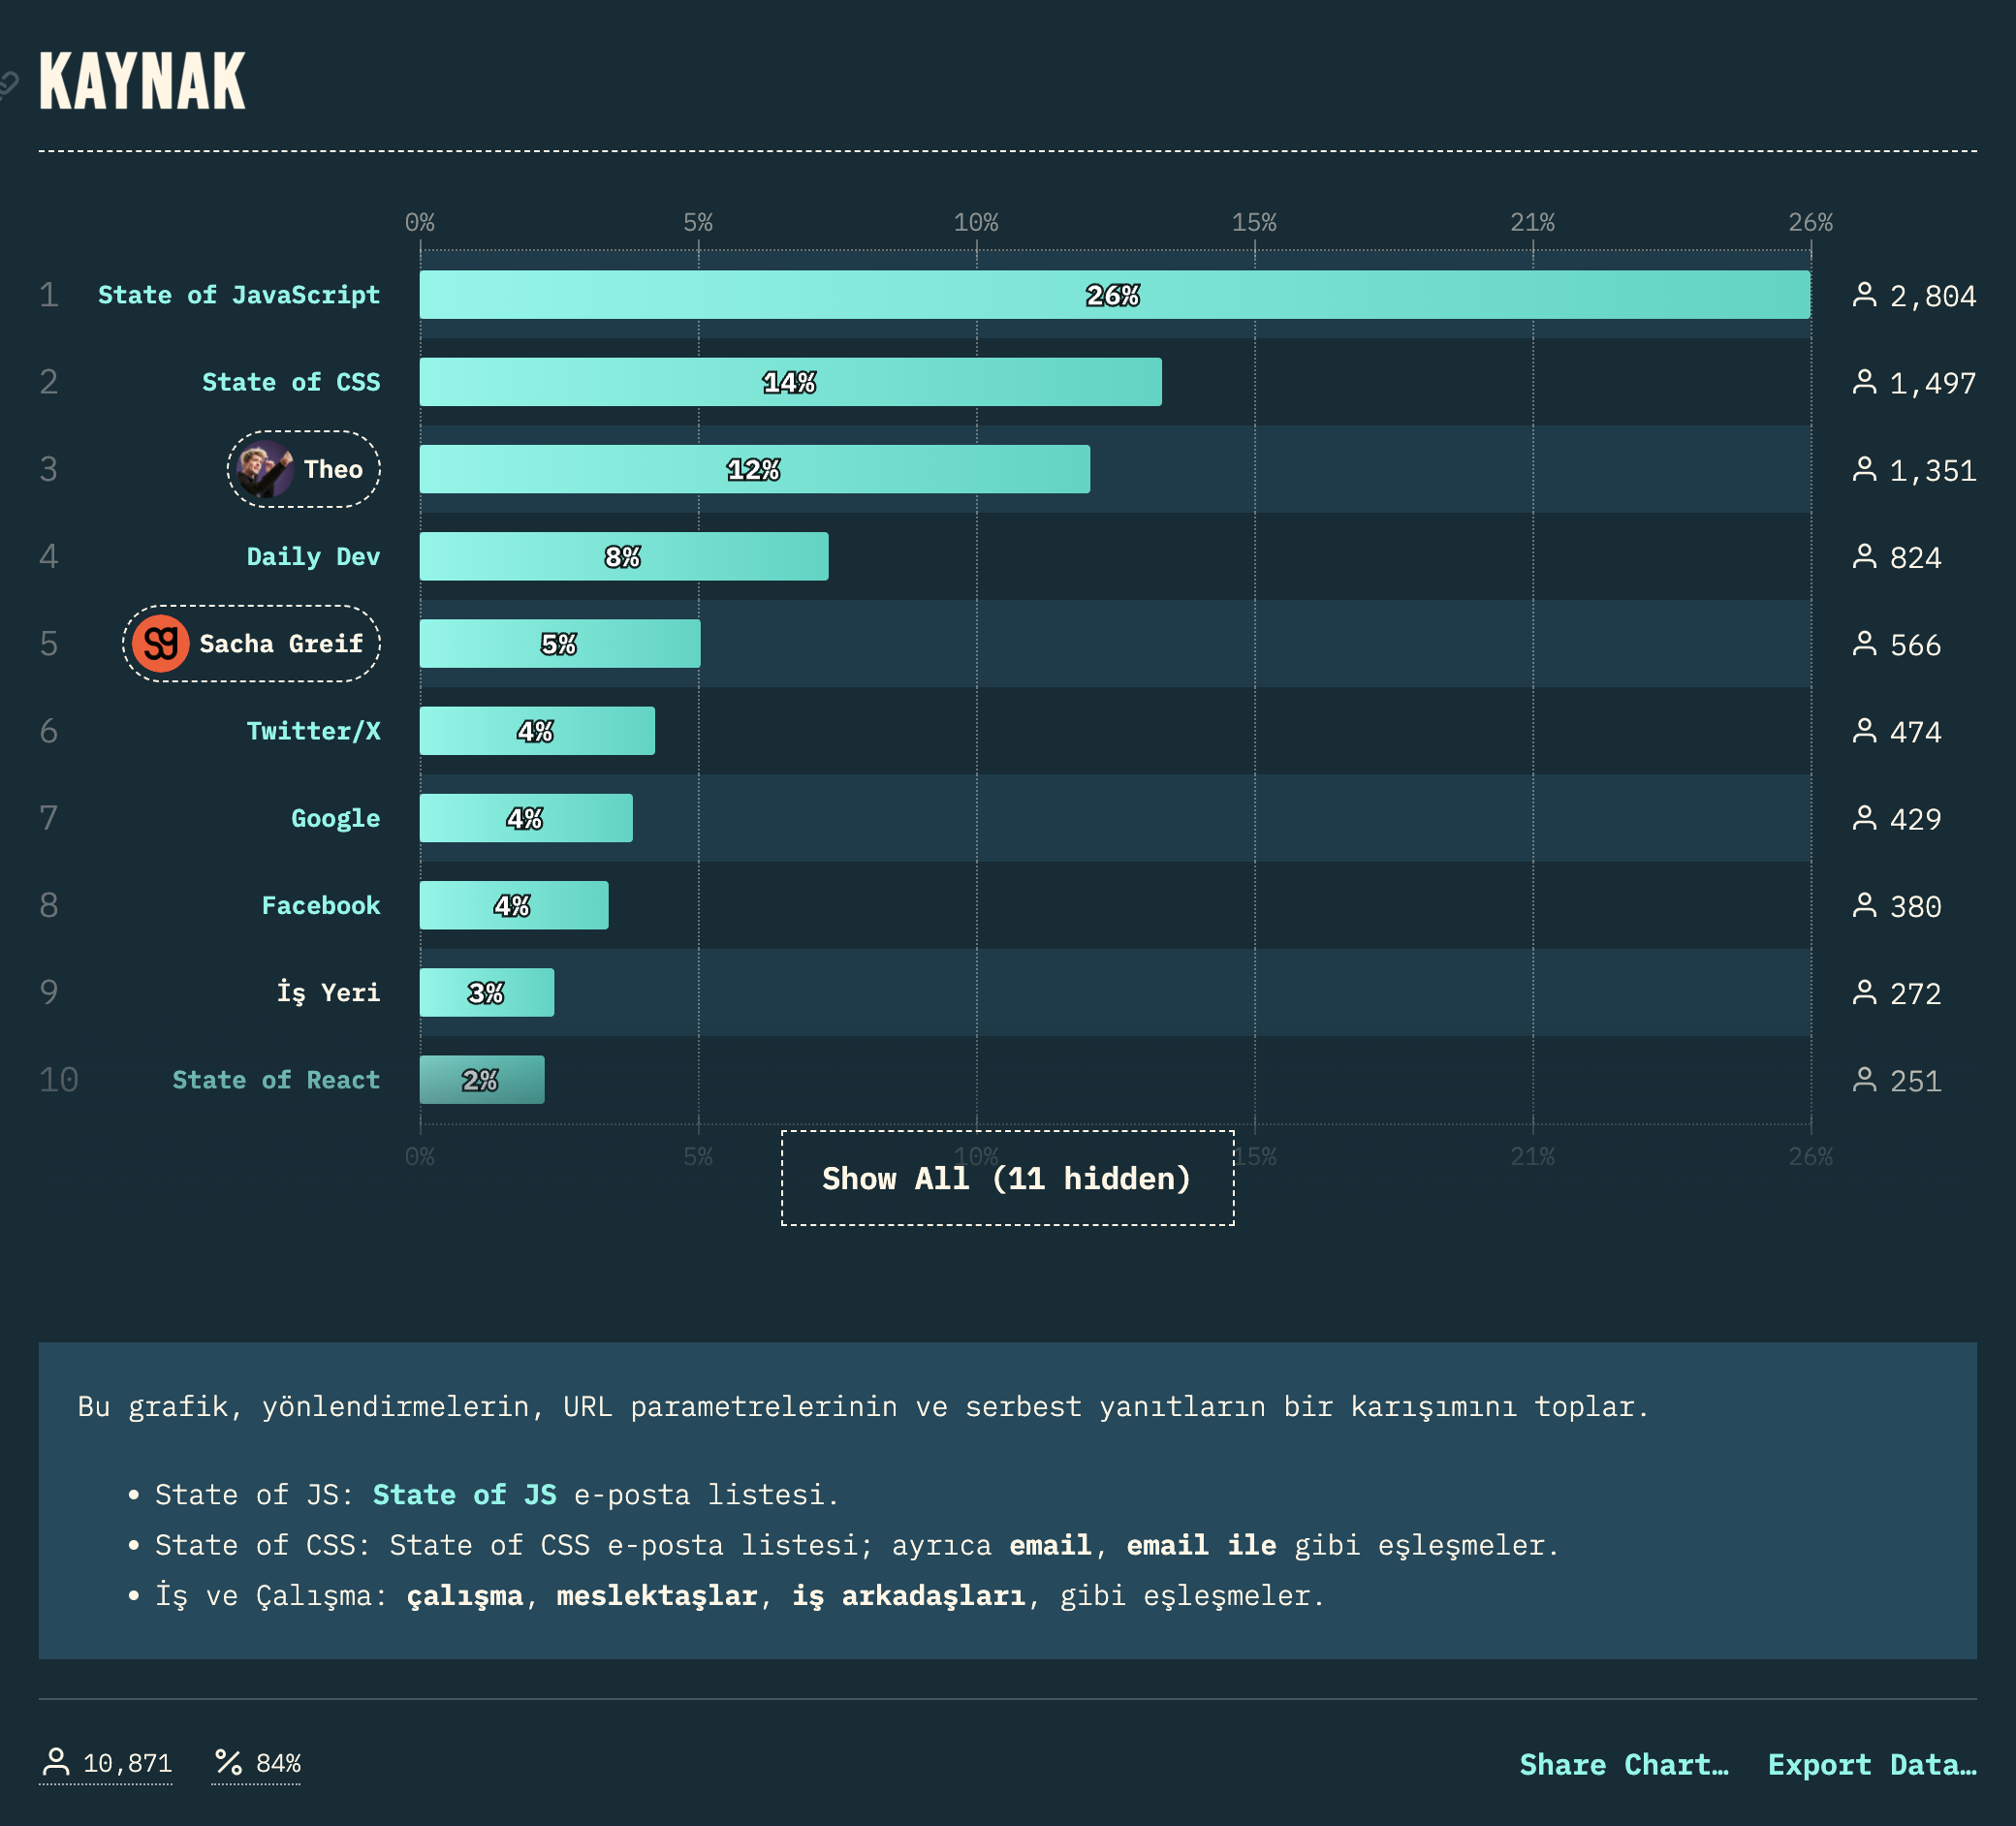 KAYNAK
0% 5% 10% 15% 21% 26%
1 State of JavaScript 26% 2,804
2 State of CSS 14% 1,497
3 Theo 12% 1,351
4 Daily Dev 8% 824
5 SG Sacha Greif 5% 566
6 Twitter/X 4% 474
7 Google 4% 429
8 Facebook 4% 380
9 İş Yeri 3% 272
10 State of React 2% 251
0% 5% 10% 15% 21% 26%
Show All (11 hidden)
Bu grafik, yönlendirmelerin, URL parametrelerinin ve serbest yanıtların bir karışımını toplar.
• State of JS: State of JS e-posta listesi.
• State of CSS: State of CSS e-posta listesi; ayrıca email, email ile gibi eşleşmeler.
• İş ve Çalışma: çalışma, meslektaşlar, iş arkadaşları, gibi eşleşmeler.
10,871 % 84% Share Chart… Export Data…